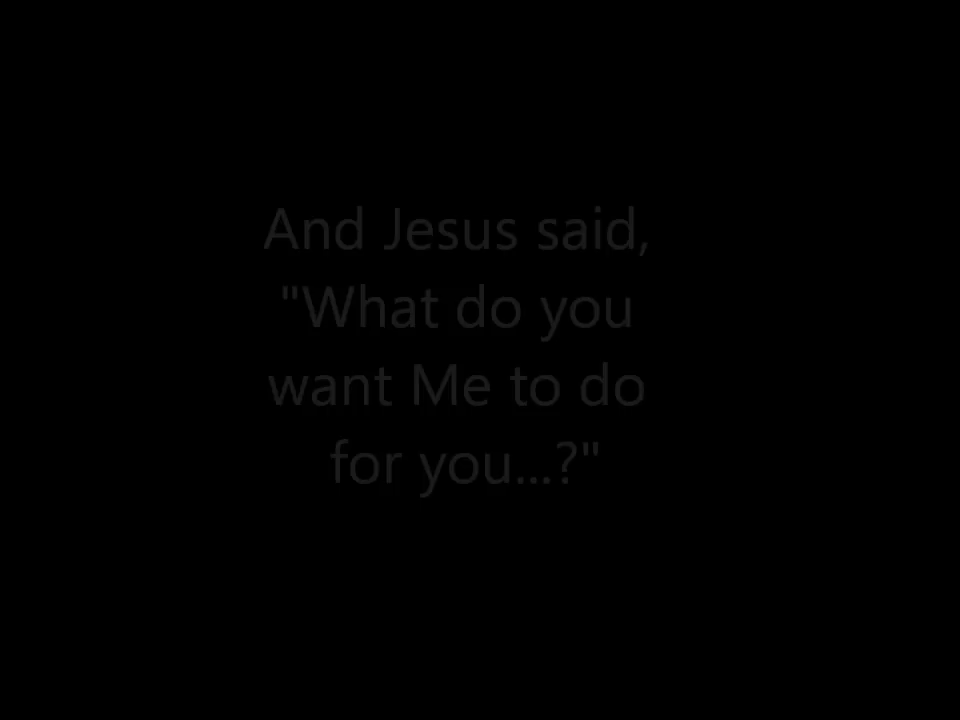 And Jesus said,
"What do you
want Me to do
for you...?"